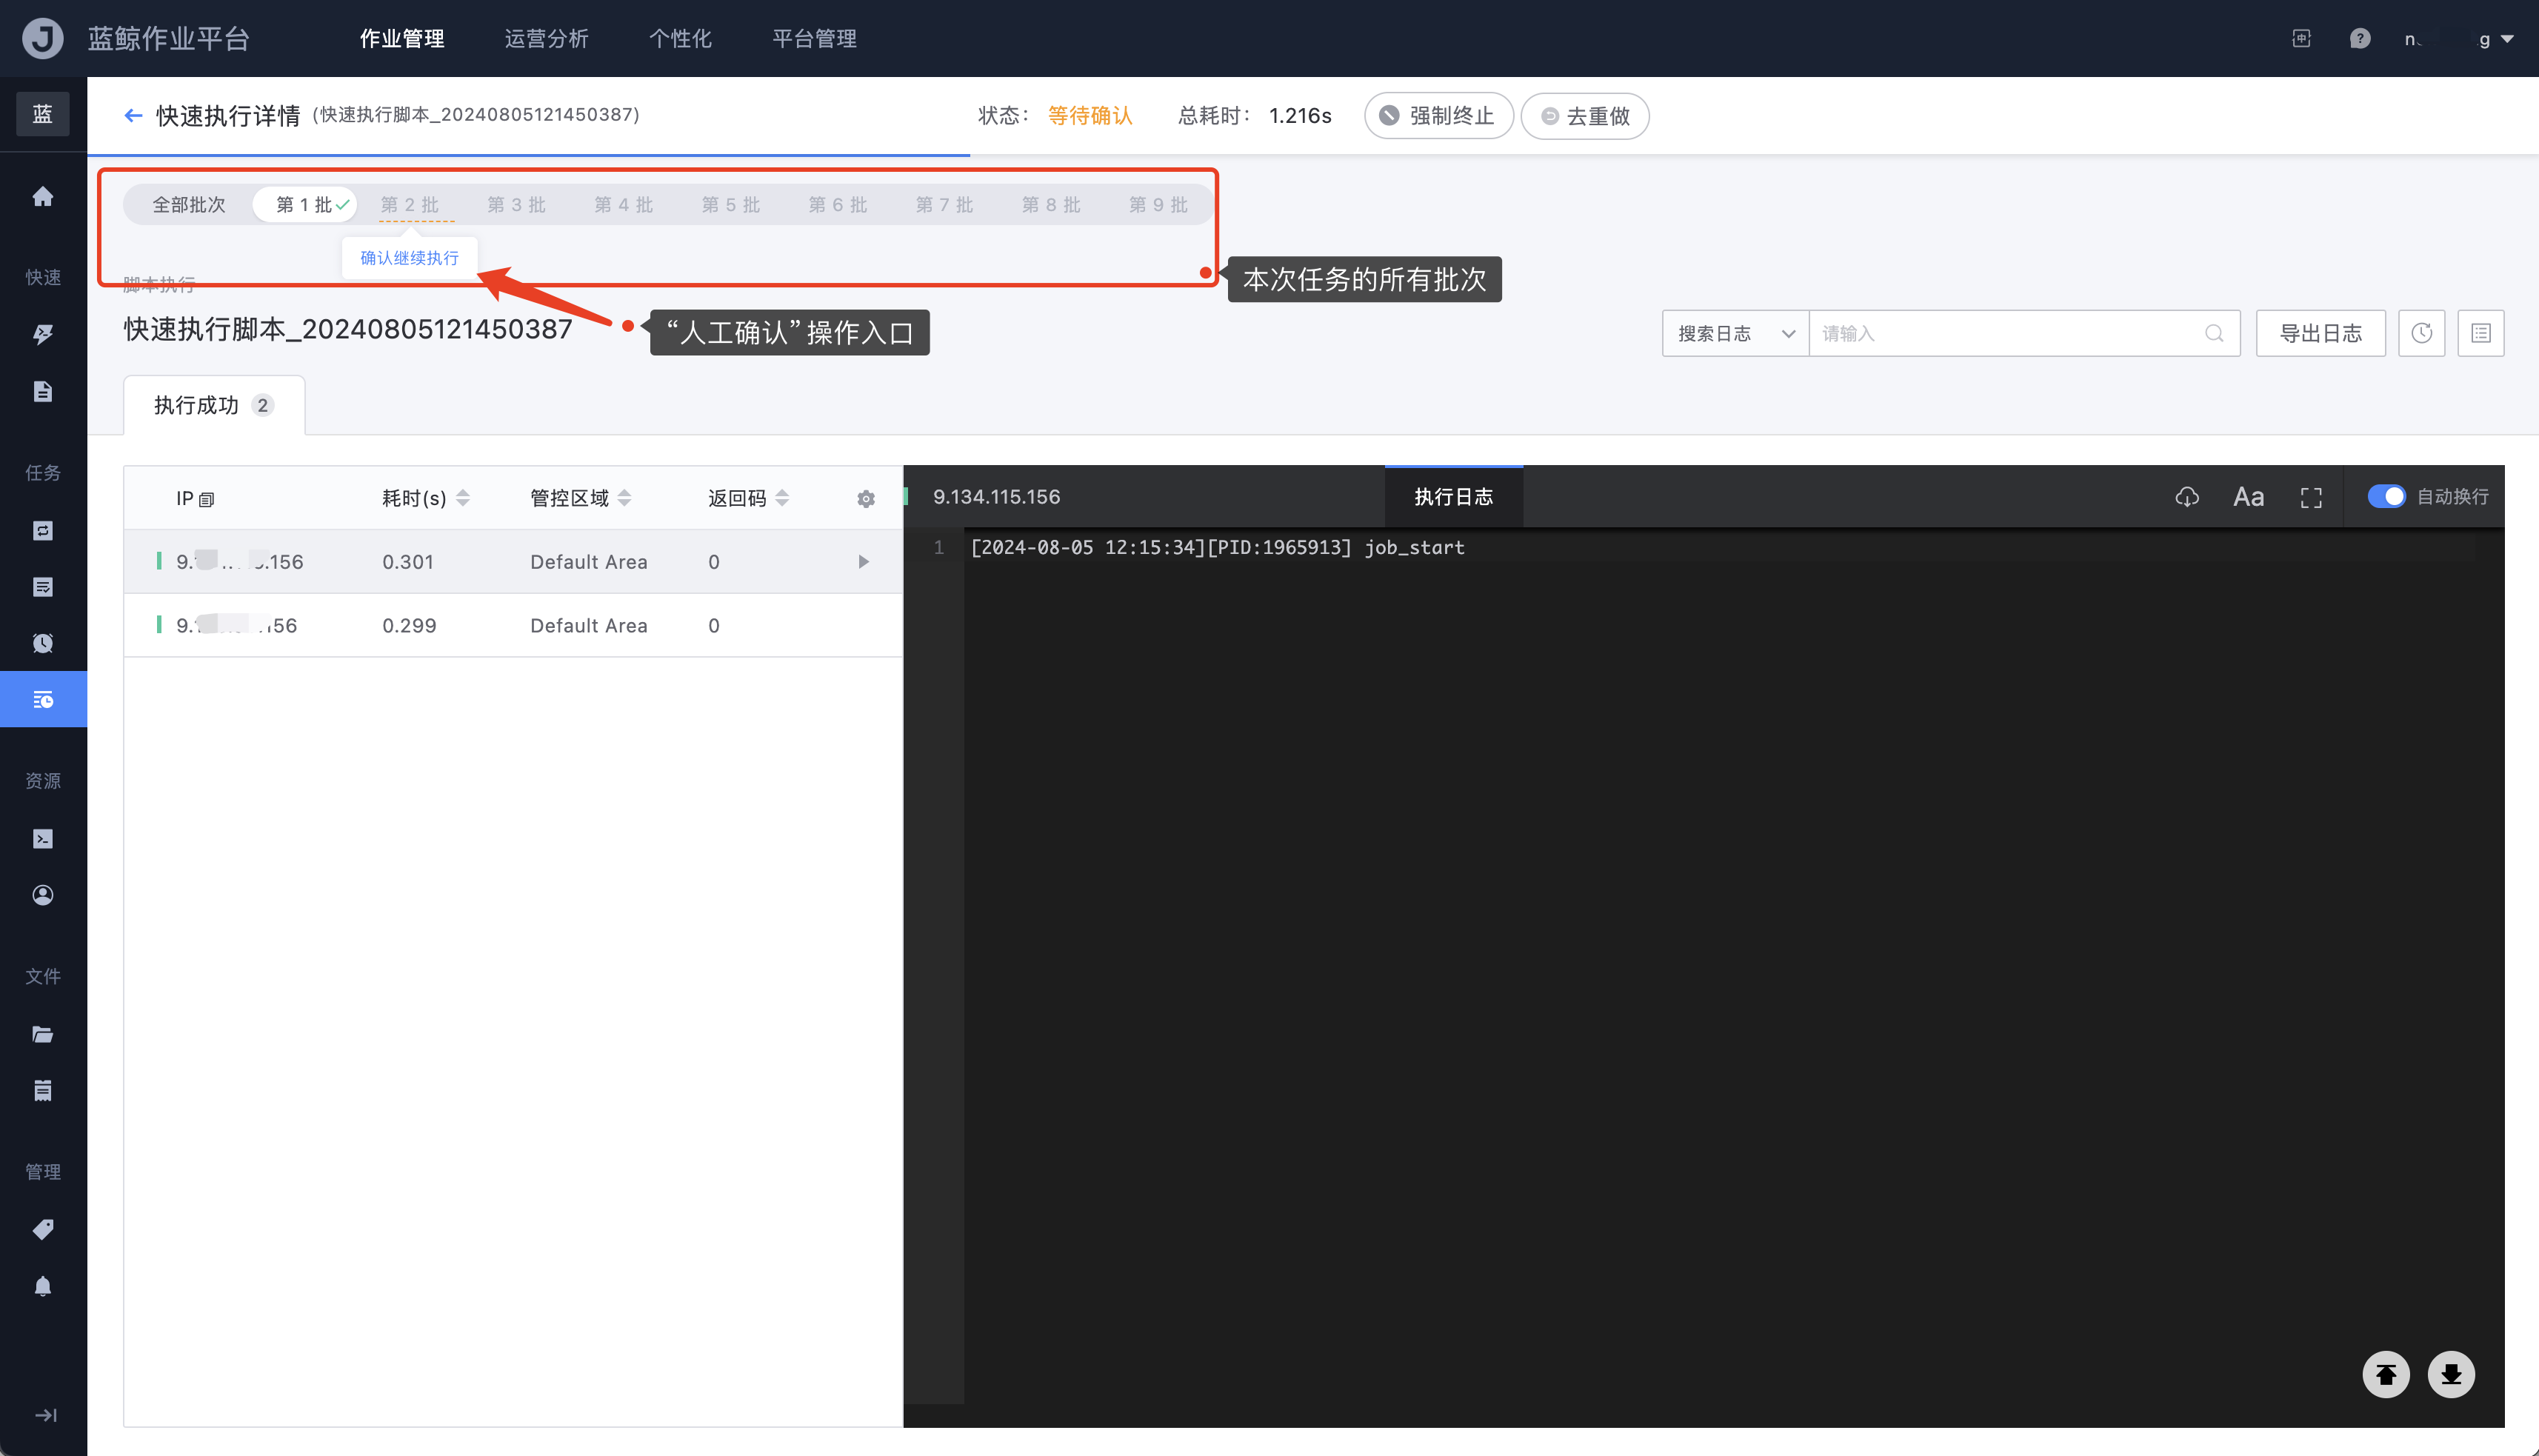 蓝鲸作业平台 作业管理 运营分析 个性化 平台管理
蓝
快速执行详情 (快速执行脚本_20240805121450387) 状态： 等待确认 总耗时： 1.216s 强制终止 去重做
全部批次 第 1 批 第 2 批 第 3 批 第 4 批 第 5 批 第 6 批 第 7 批 第 8 批 第 9 批
确认继续执行
本次任务的所有批次
快速
脚本执行
快速执行脚本_20240805121450387
“人工确认” 操作入口
搜索日志 请输入 导出日志
执行成功 2
任务
IP 耗时(s) 管控区域 返回码
9.134.115.156 执行日志 Aa 自动换行
0.301 Default Area 0
1 [2024-08-05 12:15:34][PID:1965913] job_start
0.299 Default Area 0
资源
文件
管理